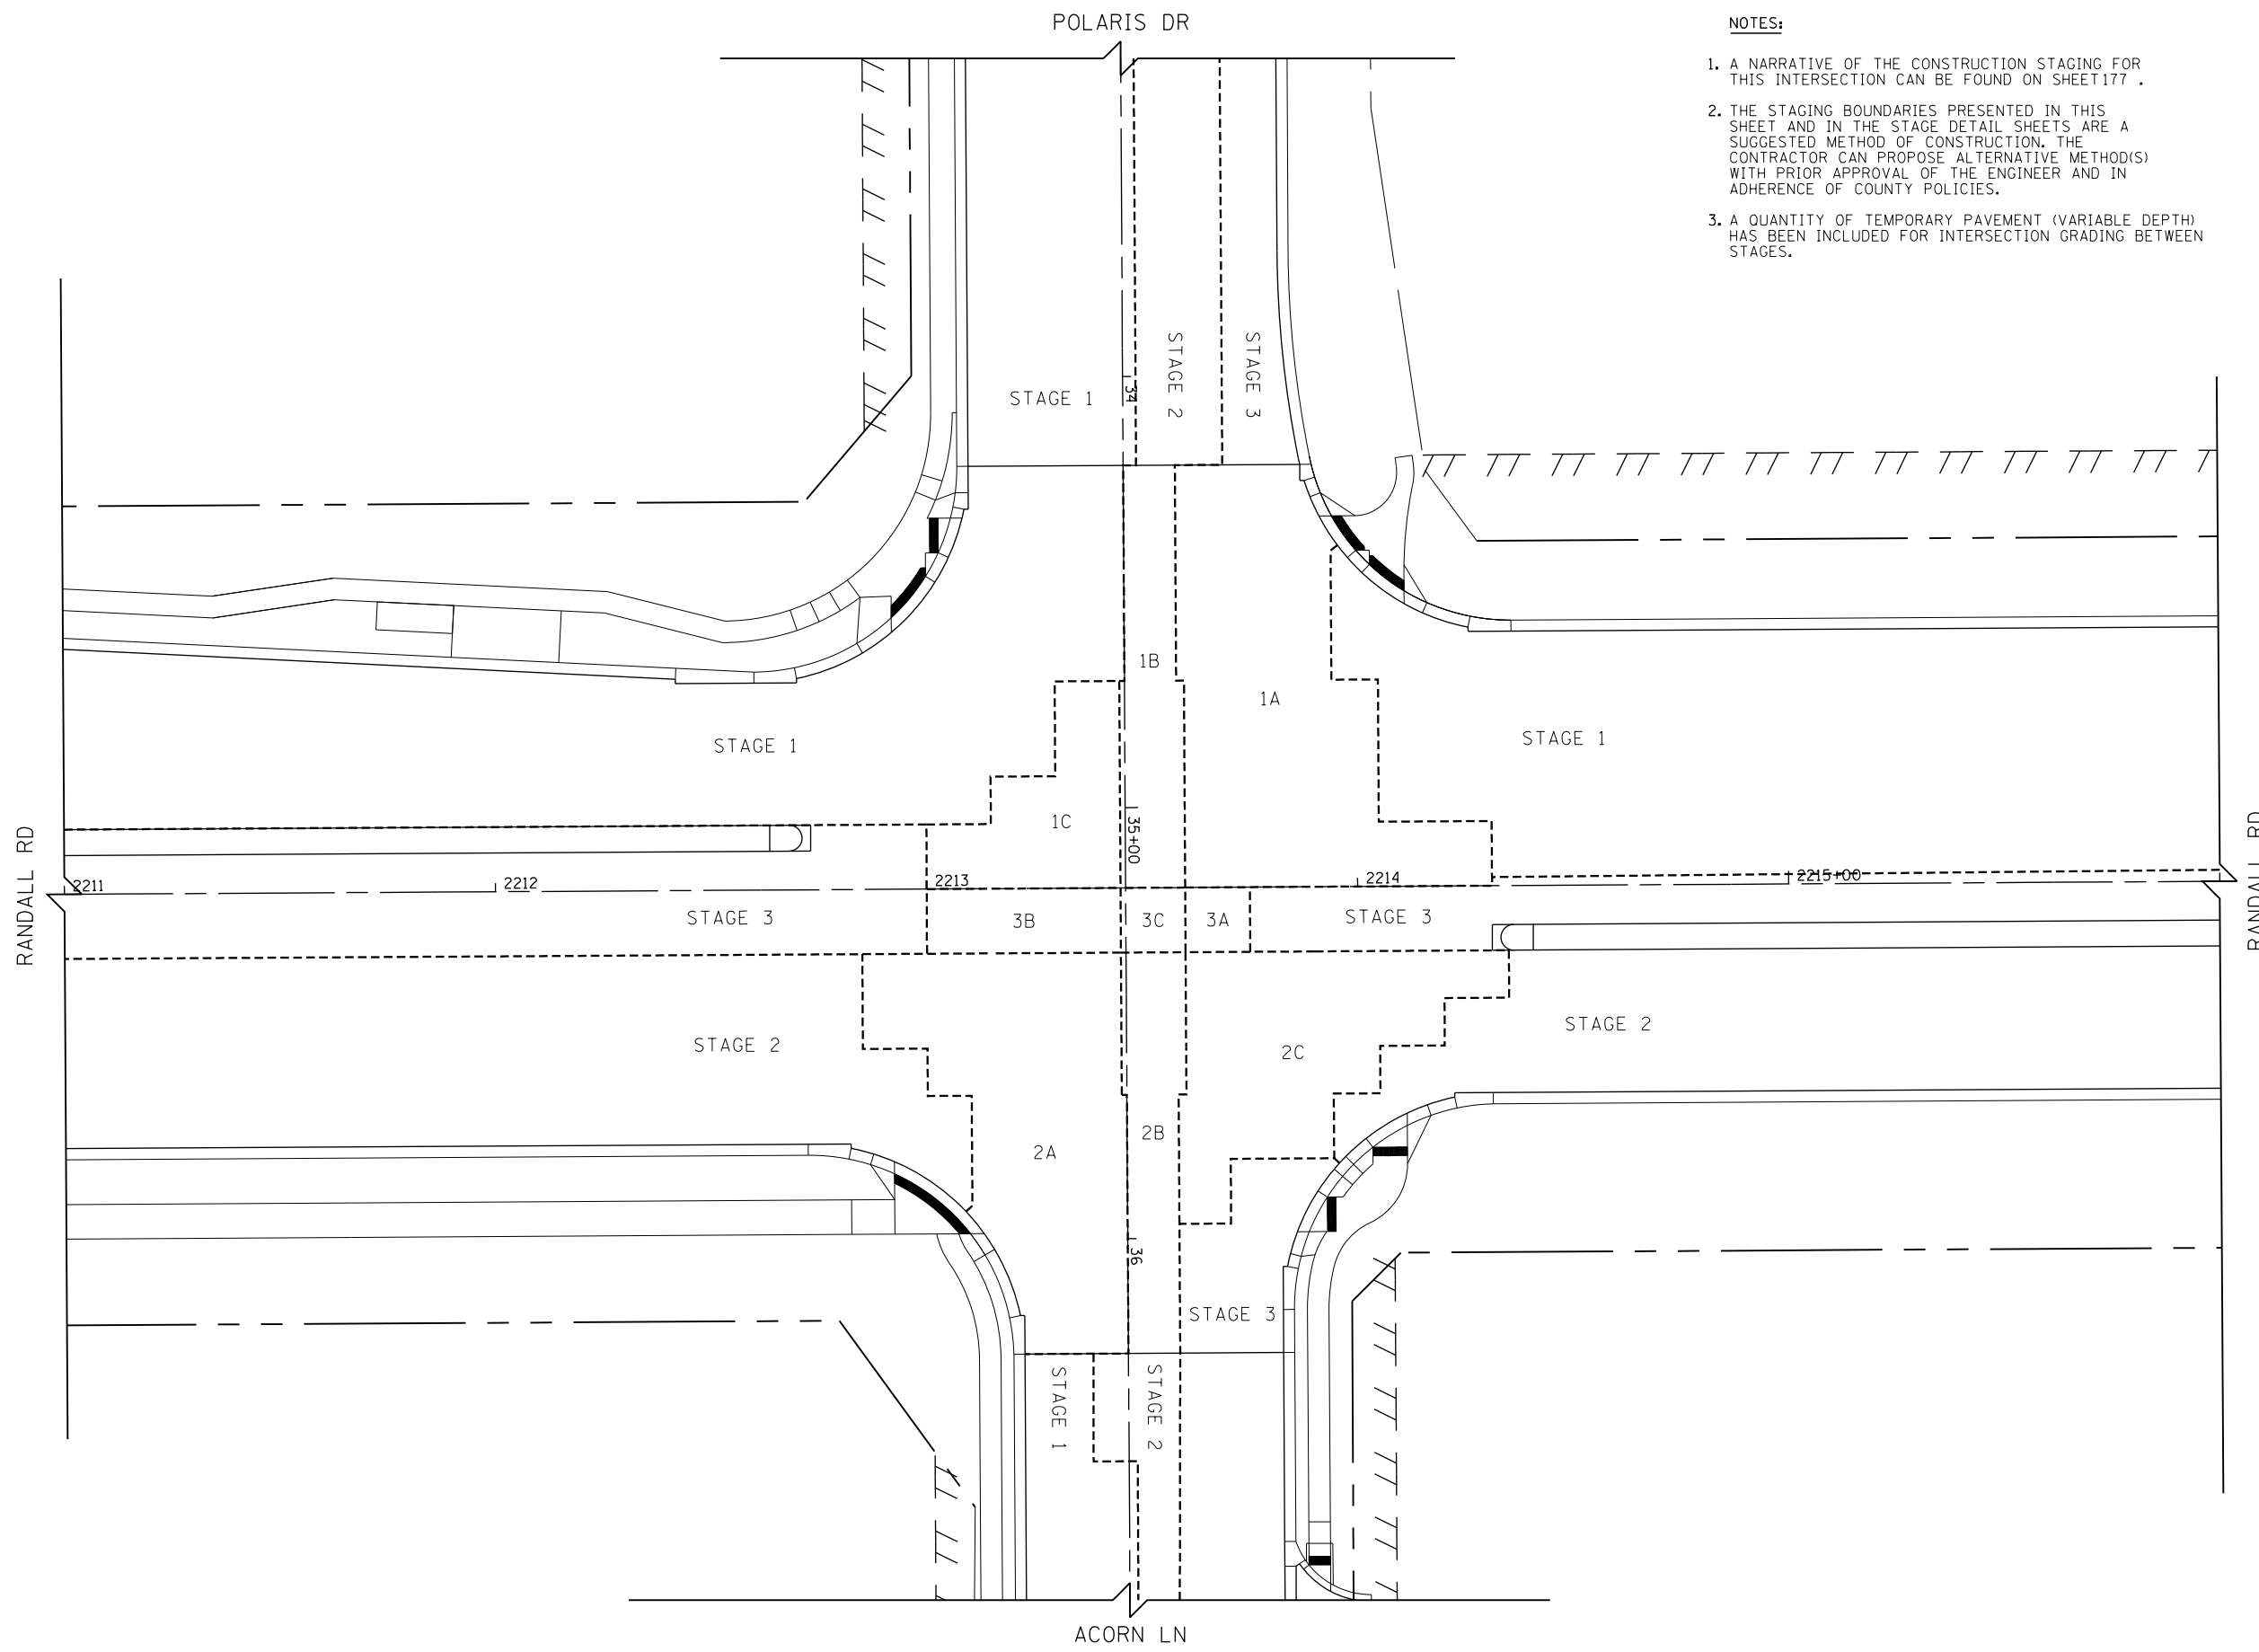 POLARIS DR
NOTES:
1. A NARRATIVE OF THE CONSTRUCTION STAGING FOR
THIS INTERSECTION CAN BE FOUND ON SHEET177 .
2. THE STAGING BOUNDARIES PRESENTED IN THIS
SHEET AND IN THE STAGE DETAIL SHEETS ARE A
SUGGESTED METHOD OF CONSTRUCTION. THE
CONTRACTOR CAN PROPOSE ALTERNATIVE METHOD(S)
WITH PRIOR APPROVAL OF THE ENGINEER AND IN
ADHERENCE OF COUNTY POLICIES.
3. A QUANTITY OF TEMPORARY PAVEMENT (VARIABLE DEPTH)
HAS BEEN INCLUDED FOR INTERSECTION GRADING BETWEEN
STAGES.
STAGE 1
34
STAGE 2
STAGE 3
1B
1A
STAGE 1
STAGE 1
1C
35+00
RANDALL RD
2211
2212
2213
2214
2215+00
RANDALL RD
STAGE 3
3B
3C
3A
STAGE 3
STAGE 2
2C
STAGE 2
2A
2B
36
STAGE 3
STAGE 1
STAGE 2
ACORN LN